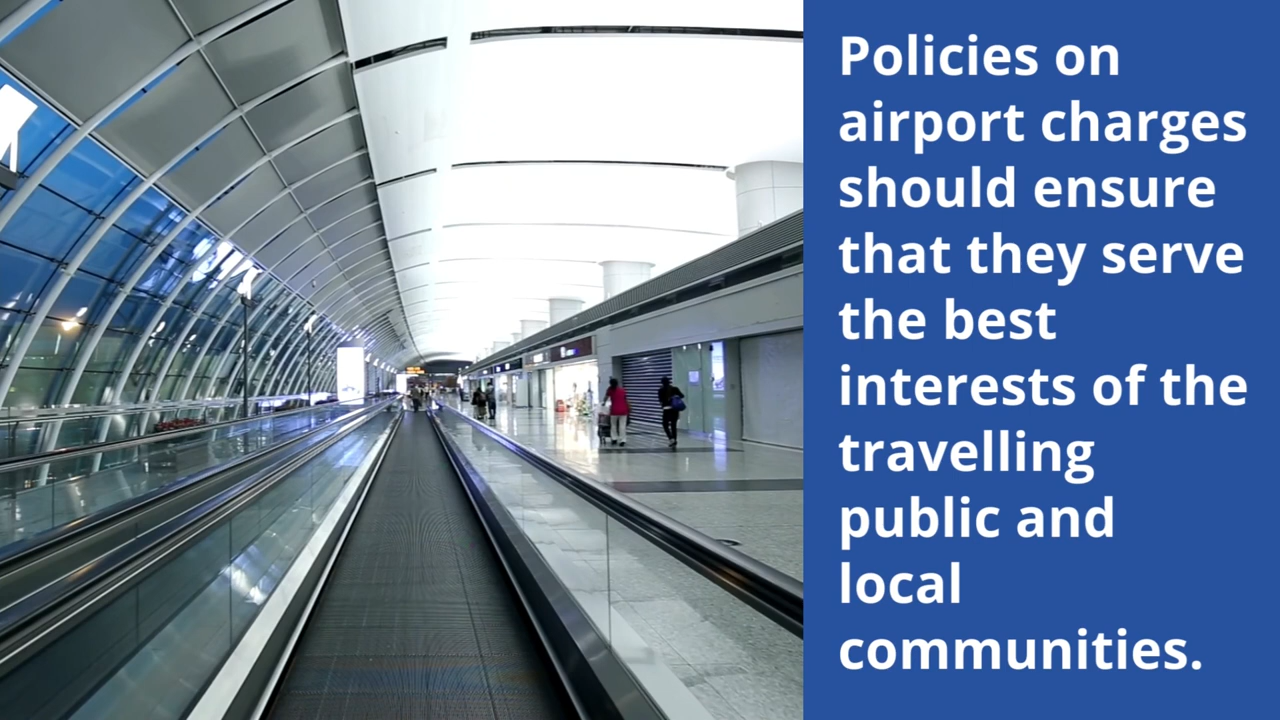 Policies on
airport charges
should ensure
that they serve
the best
interests of the
travelling
public and
local
communities.